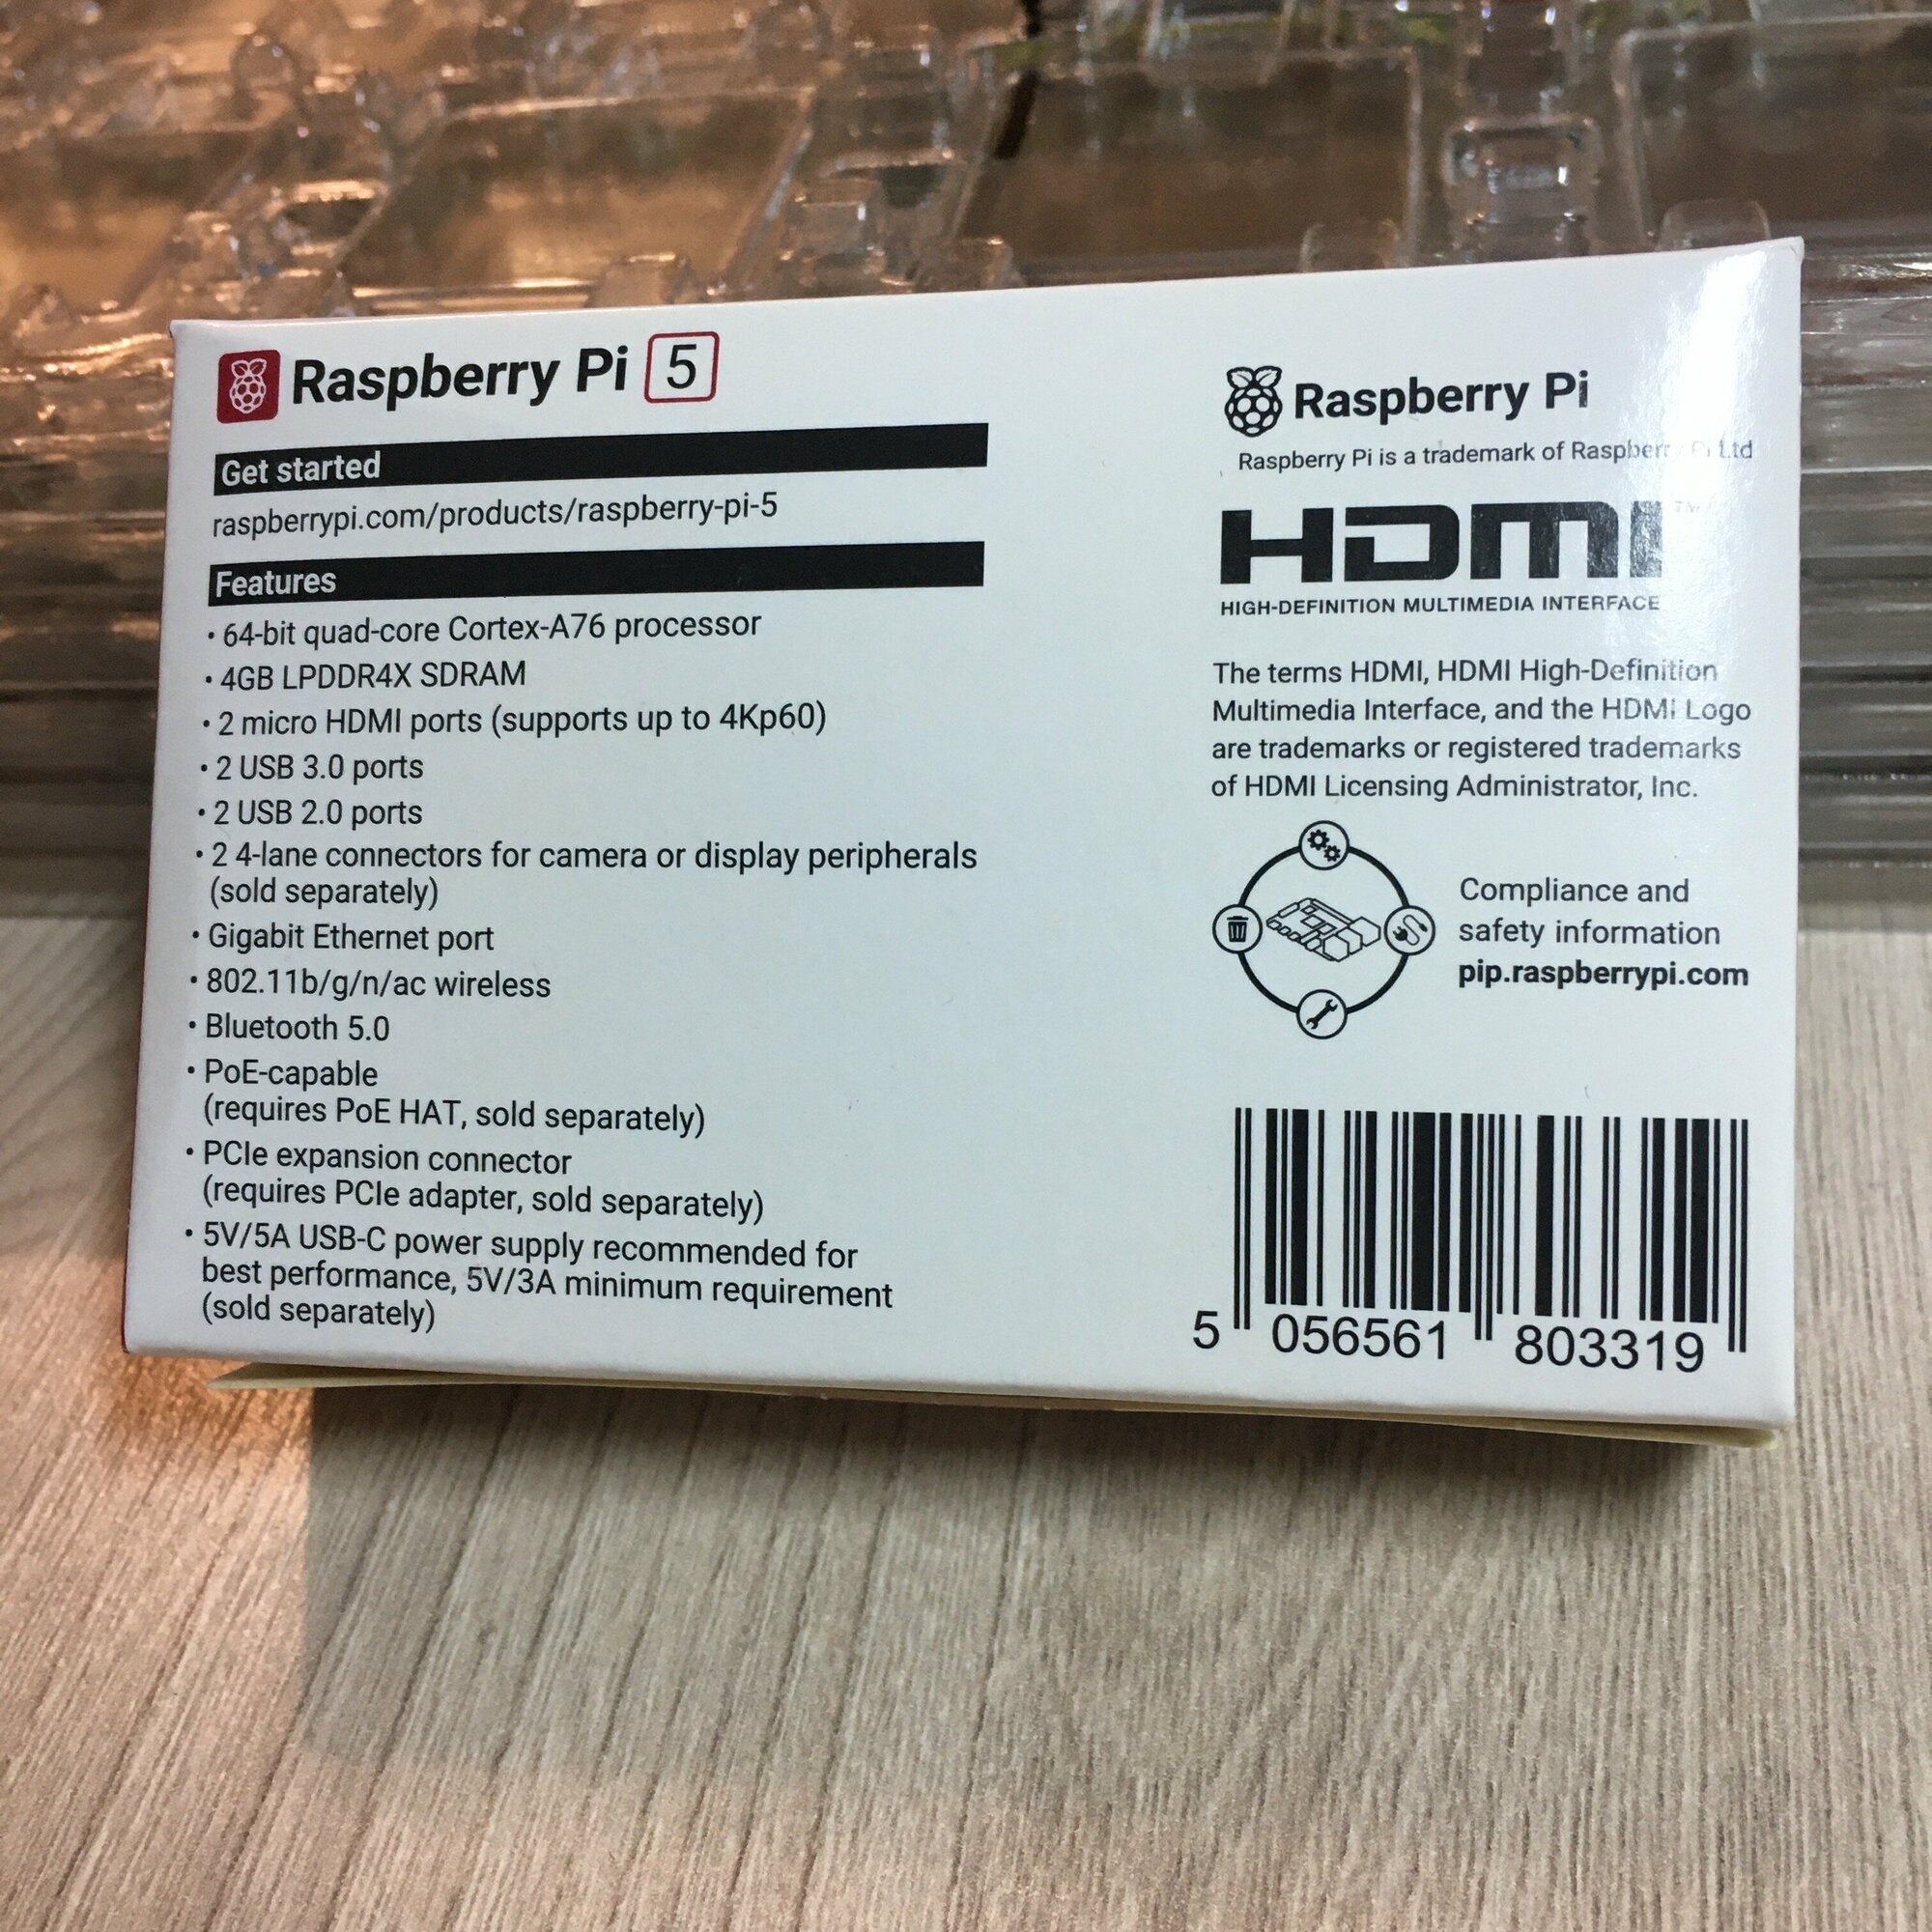 Raspberry Pi 5
Get started
raspberrypi.com/products/raspberry-pi-5
Features
• 64-bit quad-core Cortex-A76 processor
• 4GB LPDDR4X SDRAM
• 2 micro HDMI ports (supports up to 4Kp60)
• 2 USB 3.0 ports
• 2 USB 2.0 ports
• 2 4-lane connectors for camera or display peripherals
(sold separately)
• Gigabit Ethernet port
• 802.11b/g/n/ac wireless
• Bluetooth 5.0
• PoE-capable
(requires PoE HAT, sold separately)
• PCIe expansion connector
(requires PCIe adapter, sold separately)
• 5V/5A USB-C power supply recommended for
best performance, 5V/3A minimum requirement
(sold separately)
Raspberry Pi
Raspberry Pi is a trademark of Raspberry Pi Ltd
HDMI™
HIGH-DEFINITION MULTIMEDIA INTERFACE
The terms HDMI, HDMI High-Definition
Multimedia Interface, and the HDMI Logo
are trademarks or registered trademarks
of HDMI Licensing Administrator, Inc.
Compliance and
safety information
pip.raspberrypi.com
5 056561 803319